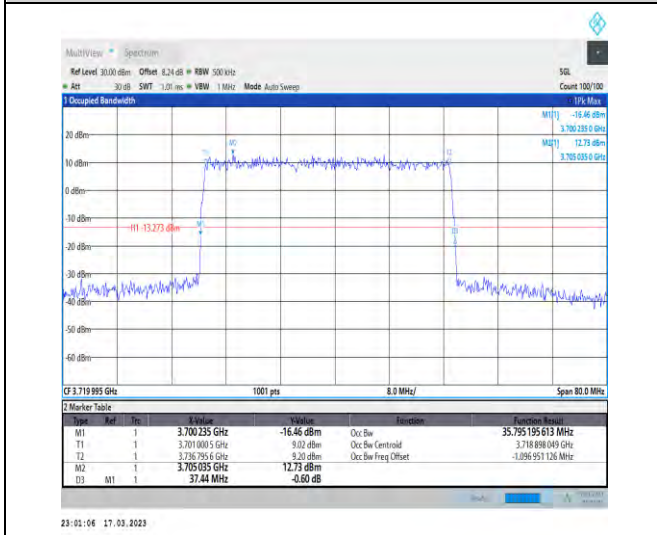 MultiView Spectrum
Ref Level 30.00 dBm Offset 8.24 dB RBW 500 kHz SGL
Att 30 dB SWT 1.01 ms VBW 1 MHz Mode Auto Sweep Count 100/100
1 Occupied Bandwidth 1Pk Max
M1[1] -16.46 dBm
3.700 235 0 GHz
M2[1] 12.73 dBm
3.705 035 0 GHz
20 dBm
10 dBm
0 dBm
-10 dBm
H1 -13.273 dBm
-20 dBm
-30 dBm
-40 dBm
-50 dBm
-60 dBm
T1 M2 T2
M1 D3
CF 3.719 995 GHz 1001 pts 8.0 MHz/ Span 80.0 MHz
2 Marker Table
Type Ref Trc X-Value Y-Value Function Function Result
M1 1 3.700 235 GHz -16.46 dBm Occ Bw 35.795 195 613 MHz
T1 1 3.701 000 5 GHz 9.02 dBm Occ Bw Centroid 3.718 898 049 GHz
T2 1 3.736 795 6 GHz 9.20 dBm Occ Bw Freq Offset -1.096 951 126 MHz
M2 1 3.705 035 GHz 12.73 dBm
D3 M1 1 37.44 MHz -0.60 dB
23:01:06 17.03.2023